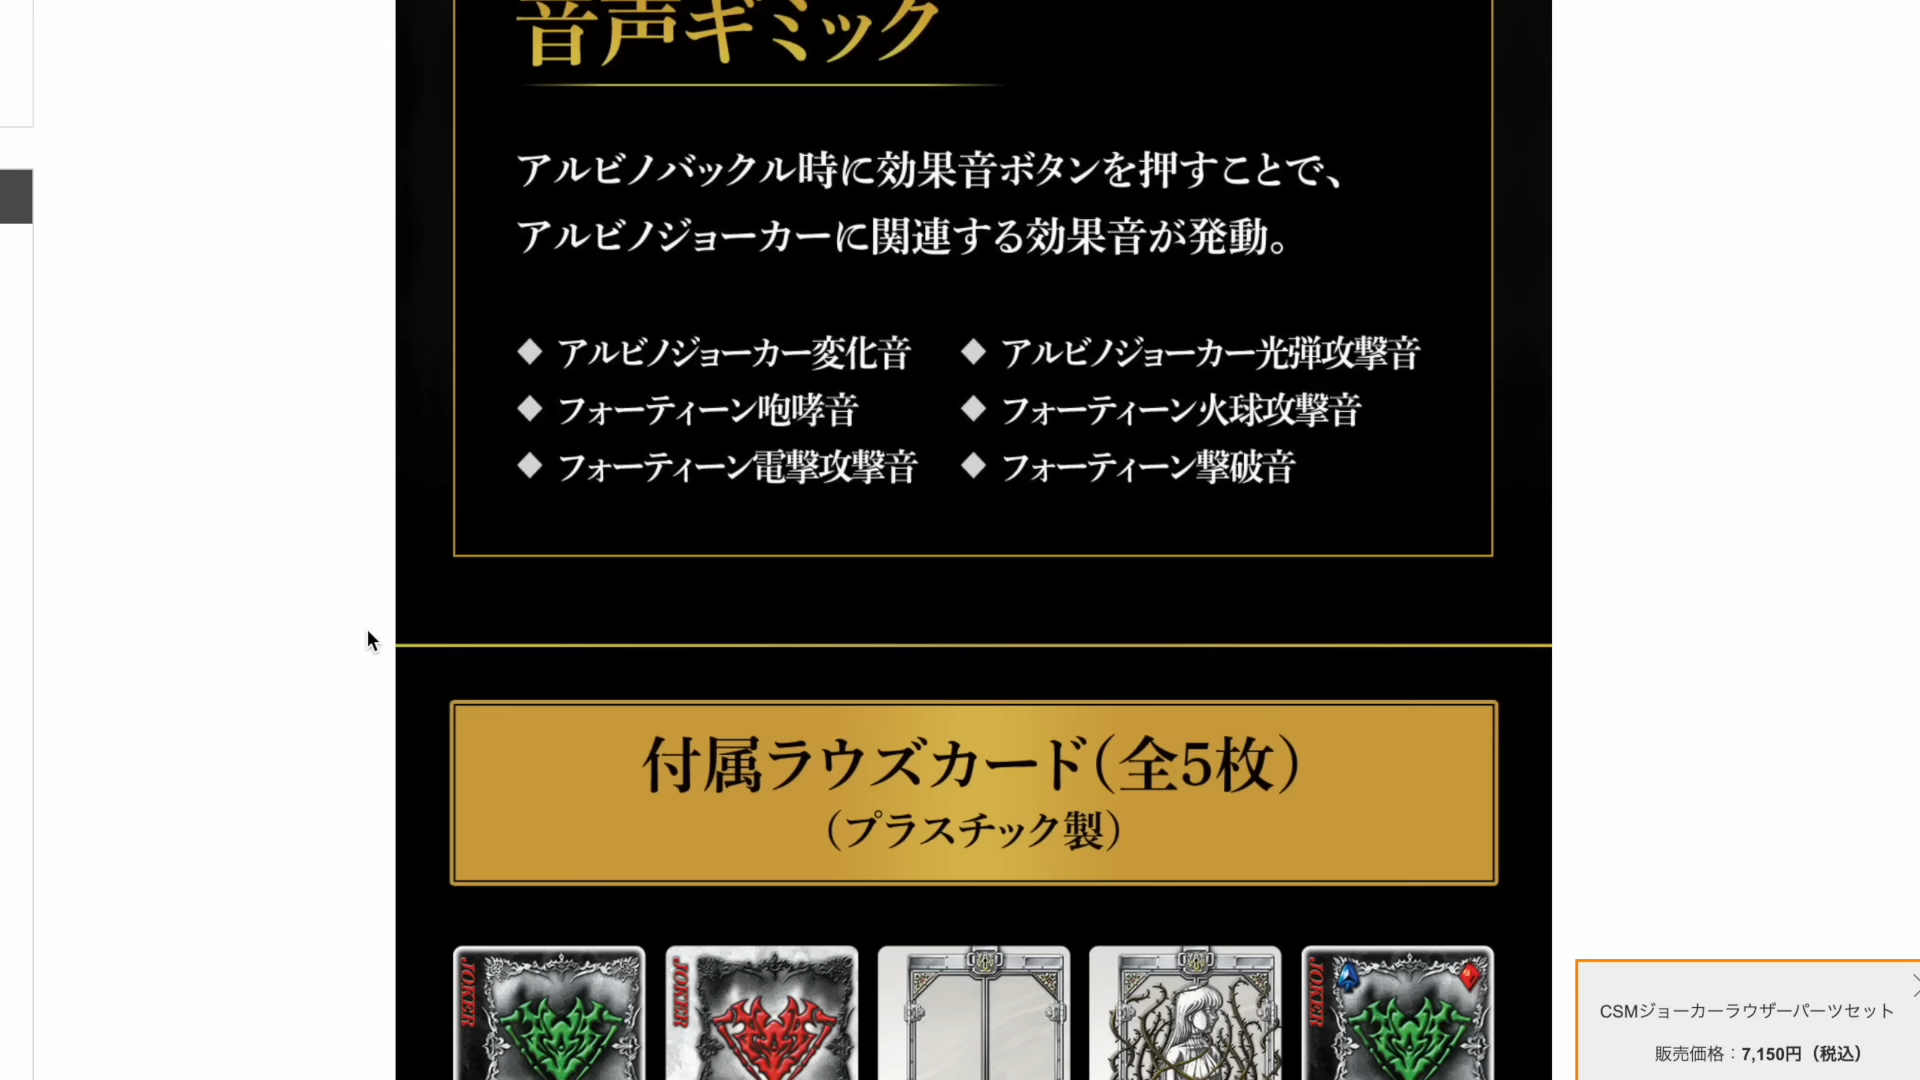 音声ギミック
アルビノバックル時に効果音ボタンを押すことで、
アルビノジョーカーに関連する効果音が発動。
◆ アルビノジョーカー変化音
◆ アルビノジョーカー光弾攻撃音
◆ フォーティーン咆哮音
◆ フォーティーン火球攻撃音
◆ フォーティーン電撃攻撃音
◆ フォーティーン撃破音
付属ラウズカード(全5枚)
(プラスチック製)
JOKER
JOKER
JOKER
CSMジョーカーラウザーパーツセット
販売価格：7,150円（税込）